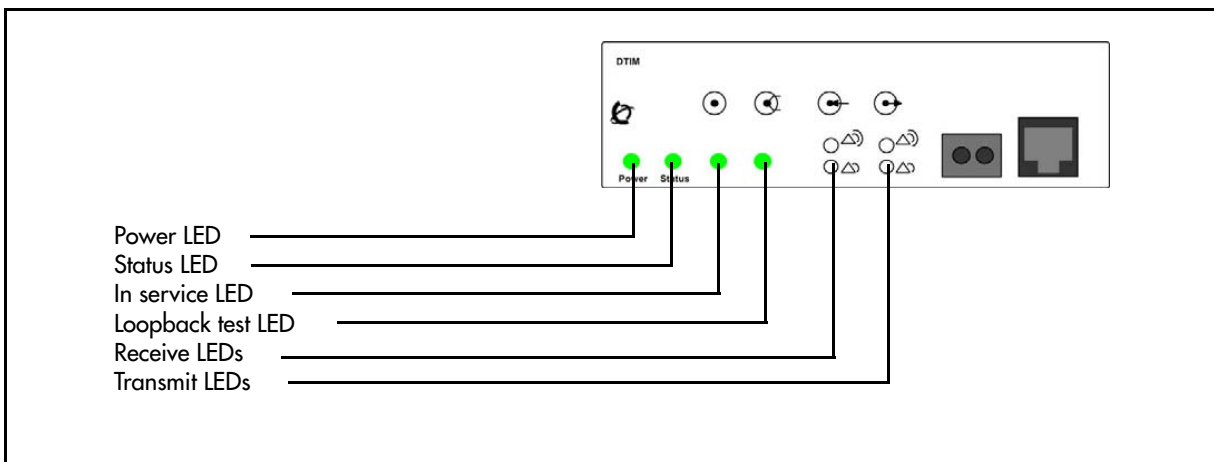 DTIM
Power Status
Power LED
Status LED
In service LED
Loopback test LED
Receive LEDs
Transmit LEDs